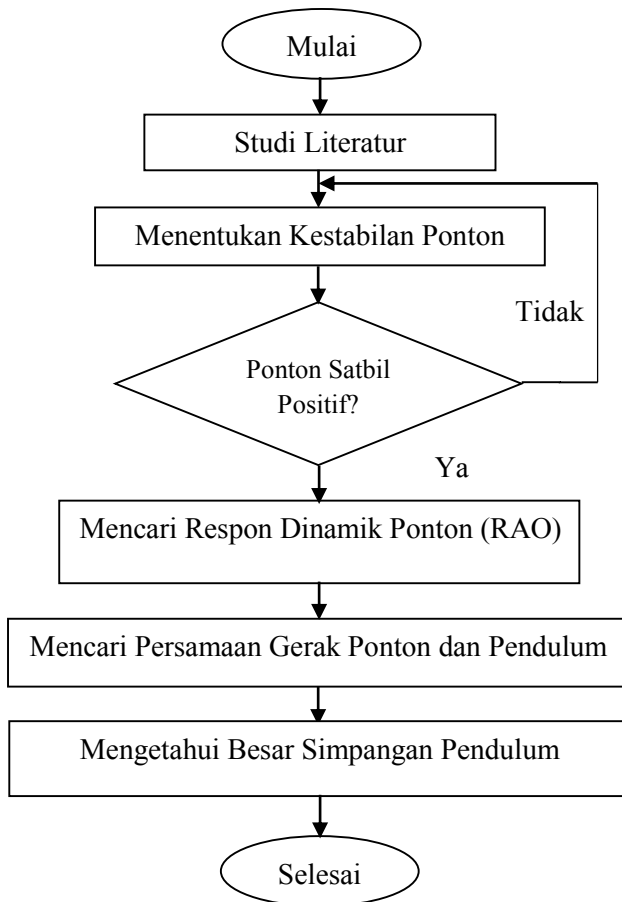 Mulai
Studi Literatur
Menentukan Kestabilan Ponton
Tidak
Ponton Satbil
Positif?
Ya
Mencari Respon Dinamik Ponton (RAO)
Mencari Persamaan Gerak Ponton dan Pendulum
Mengetahui Besar Simpangan Pendulum
Selesai